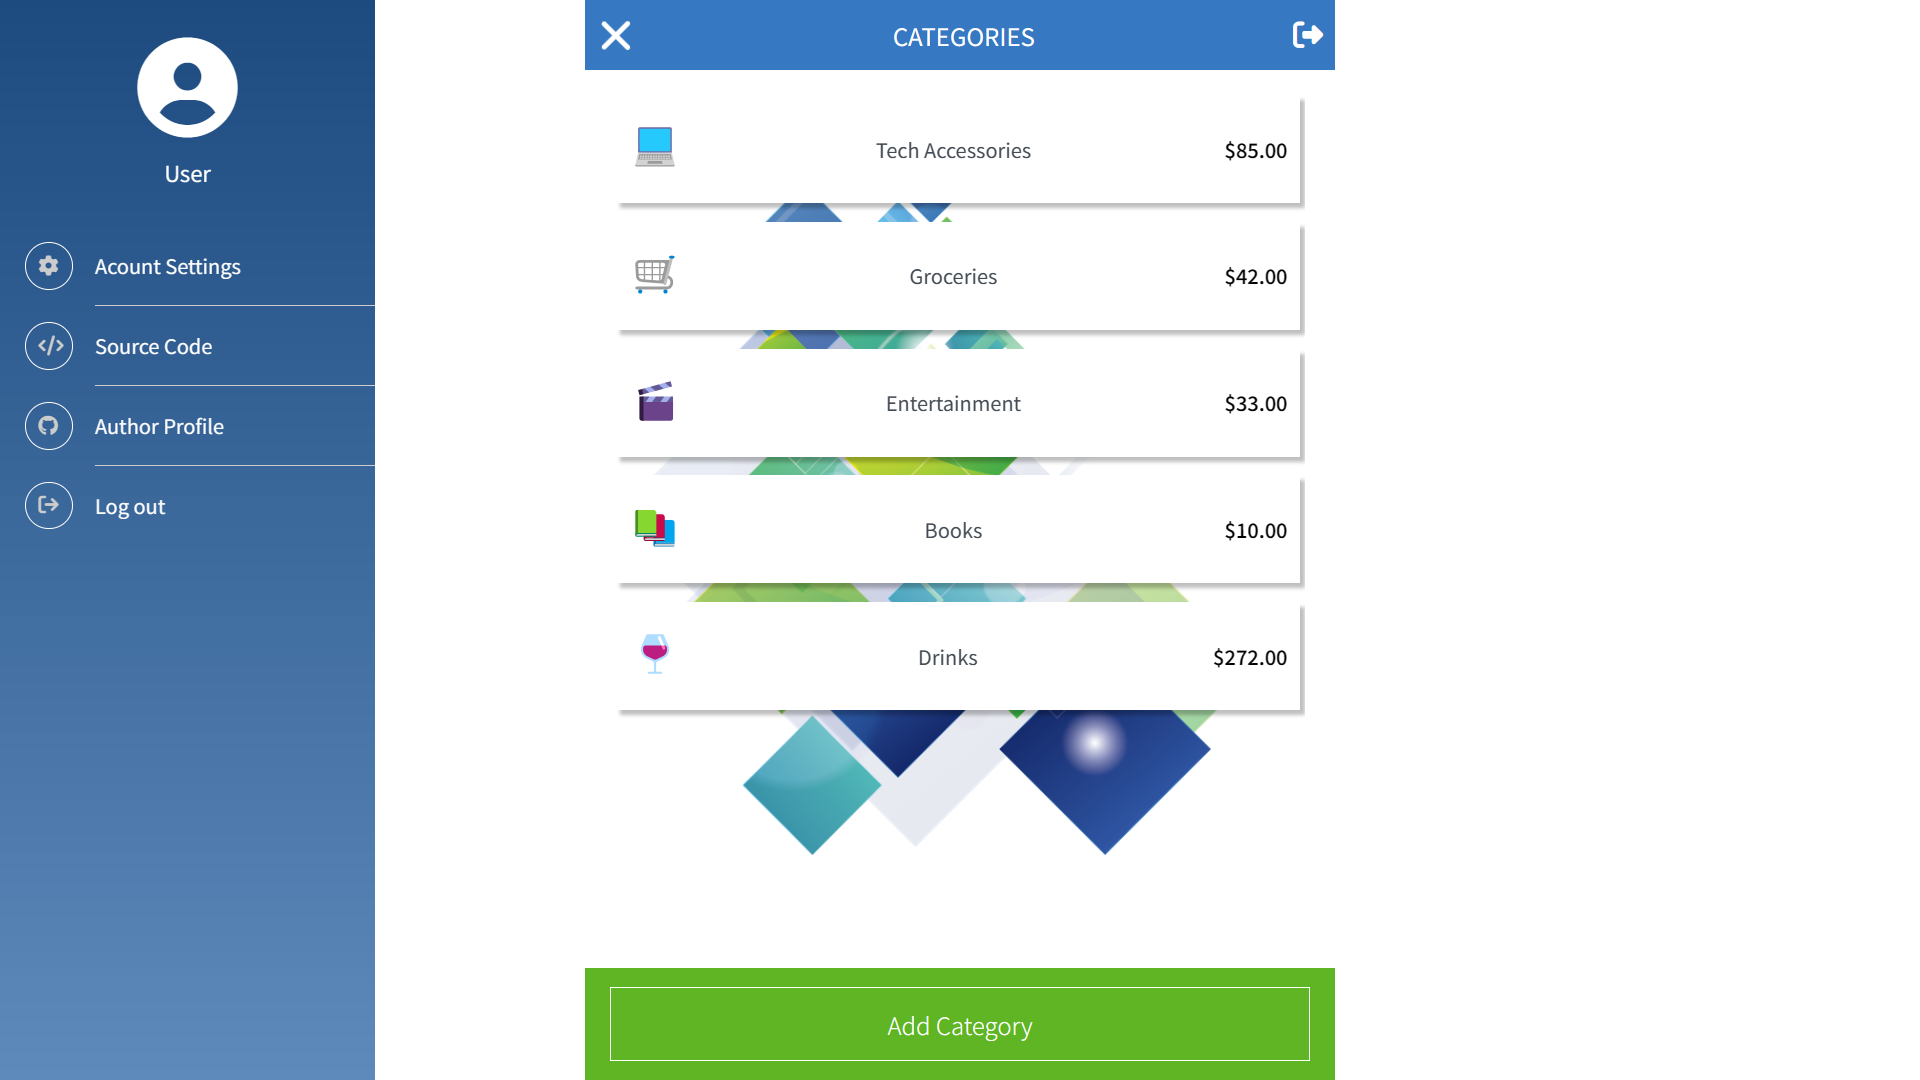 User
Acount Settings
Source Code
Author Profile
Log out
CATEGORIES
Tech Accessories $85.00
Groceries $42.00
Entertainment $33.00
Books $10.00
Drinks $272.00
Add Category